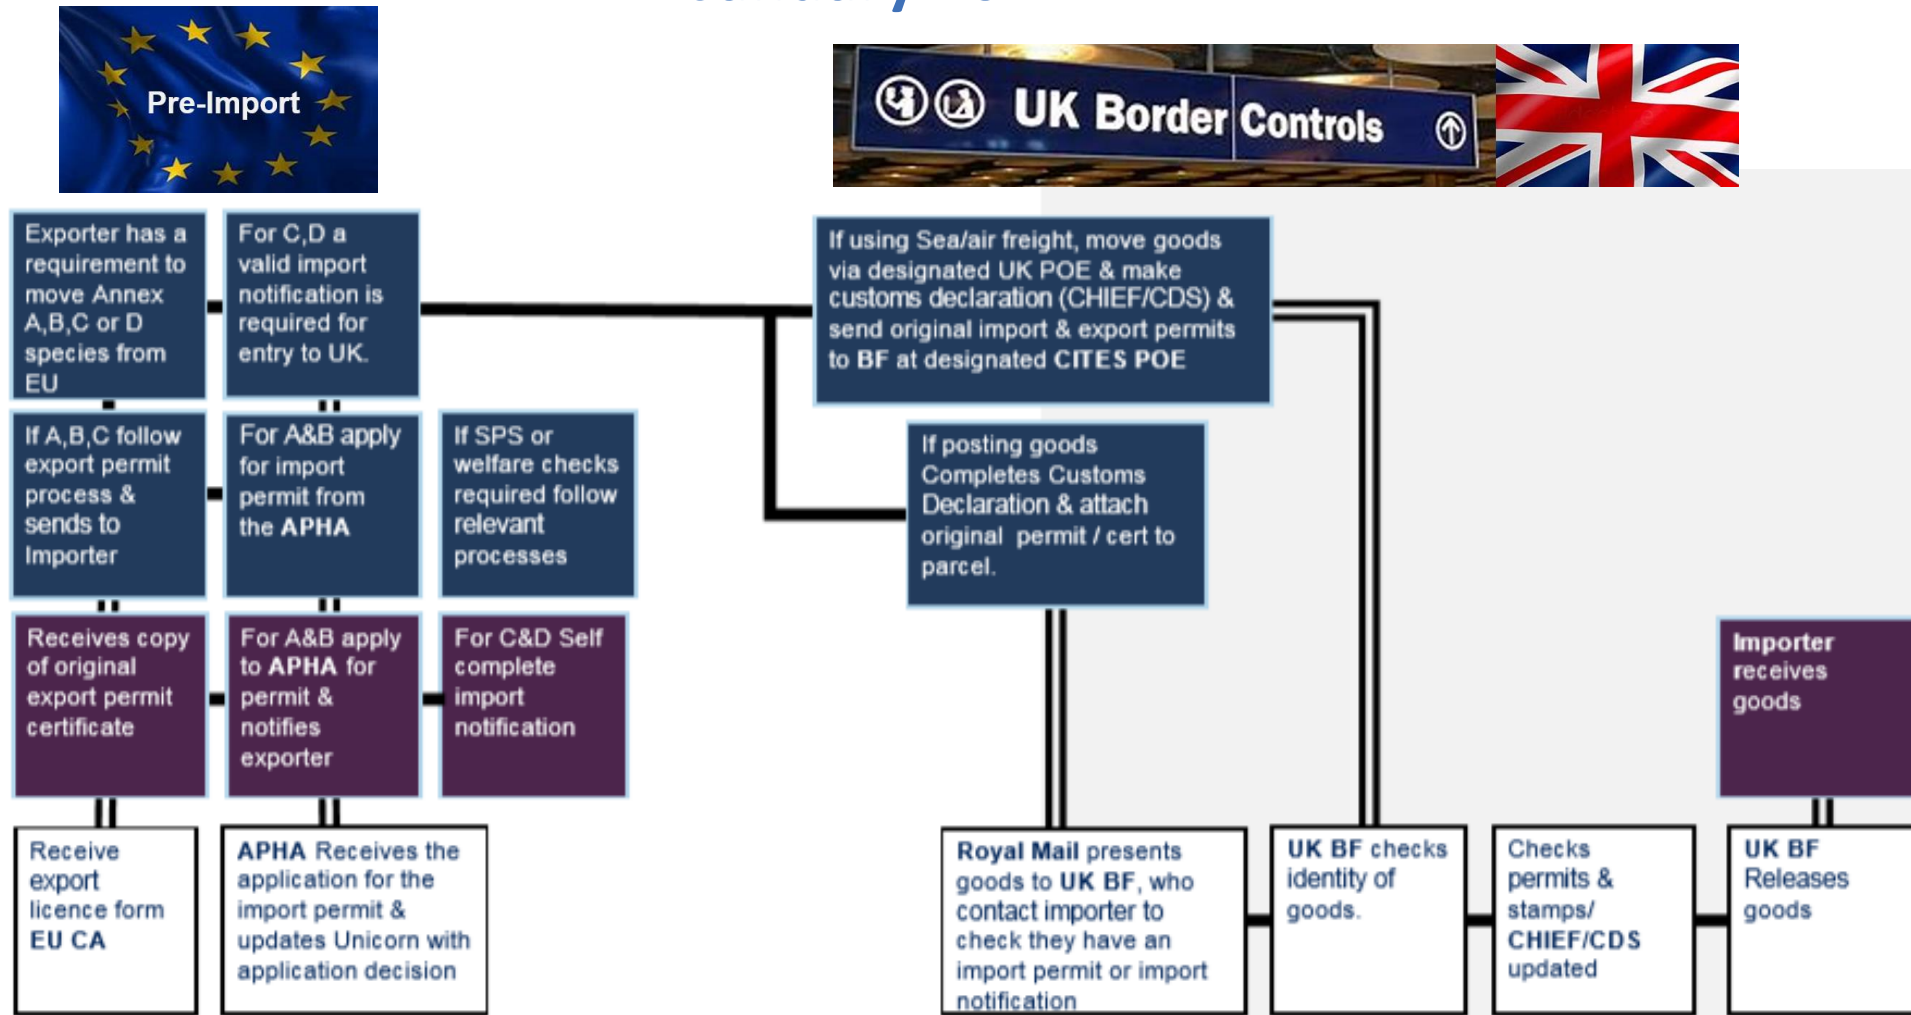 Pre-Import
UK Border Controls
Exporter has a
requirement to
move Annex
A,B,C or D
species from
EU
For C,D a
valid import
notification is
required for
entry to UK.
If using Sea/air freight, move goods
via designated UK POE & make
customs declaration (CHIEF/CDS) &
send original import & export permits
to BF at designated CITES POE
If A,B,C follow
export permit
process &
sends to
Importer
For A&B apply
for import
permit from
the APHA
If SPS or
welfare checks
required follow
relevant
processes
If posting goods
Completes Customs
Declaration & attach
original permit / cert to
parcel.
Receives copy
of original
export permit
certificate
For A&B apply
to APHA for
permit &
notifies
exporter
For C&D Self
complete
import
notification
Importer
receives
goods
Receive
export
licence form
EU CA
APHA Receives the
application for the
import permit &
updates Unicorn with
application decision
Royal Mail presents
goods to UK BF, who
contact importer to
check they have an
import permit or import
notification
UK BF checks
identity of
goods.
Checks
permits &
stamps/
CHIEF/CDS
updated
UK BF
Releases
goods